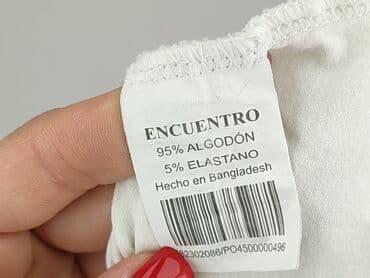 ENCUENTRO
95% ALGODÓN
5% ELASTANO
Hecho en Bangladesh